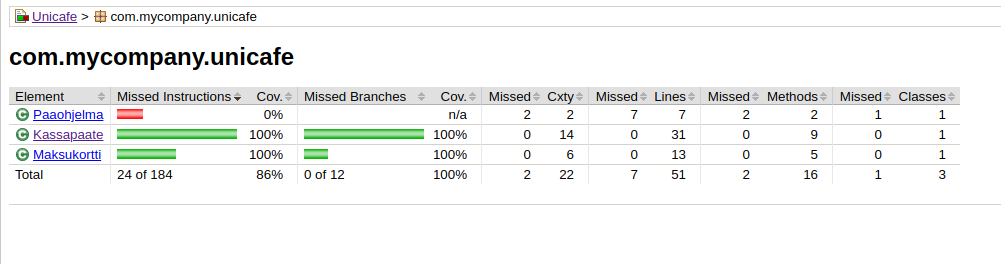 Unicafe > com.mycompany.unicafe
com.mycompany.unicafe
Element Missed Instructions Cov. Missed Branches Cov. Missed Cxty Missed Lines Missed Methods Missed Classes
C Paaohjelma 0% n/a 2 2 7 7 2 2 1 1
C Kassapaate 100% 100% 0 14 0 31 0 9 0 1
C Maksukortti 100% 100% 0 6 0 13 0 5 0 1
Total 24 of 184 86% 0 of 12 100% 2 22 7 51 2 16 1 3